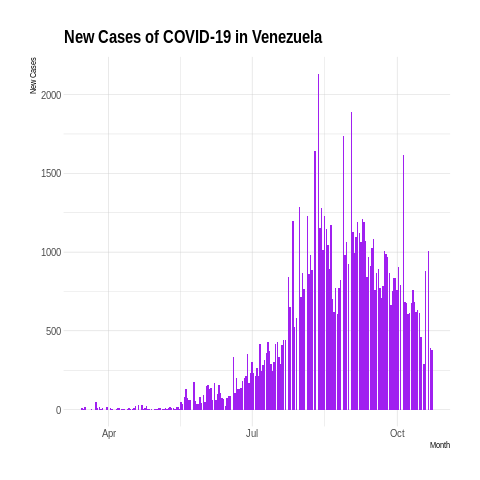 New Cases of COVID-19 in Venezuela
New Cases
2000
1500
1000
500
0
Apr
Jul
Oct
Month